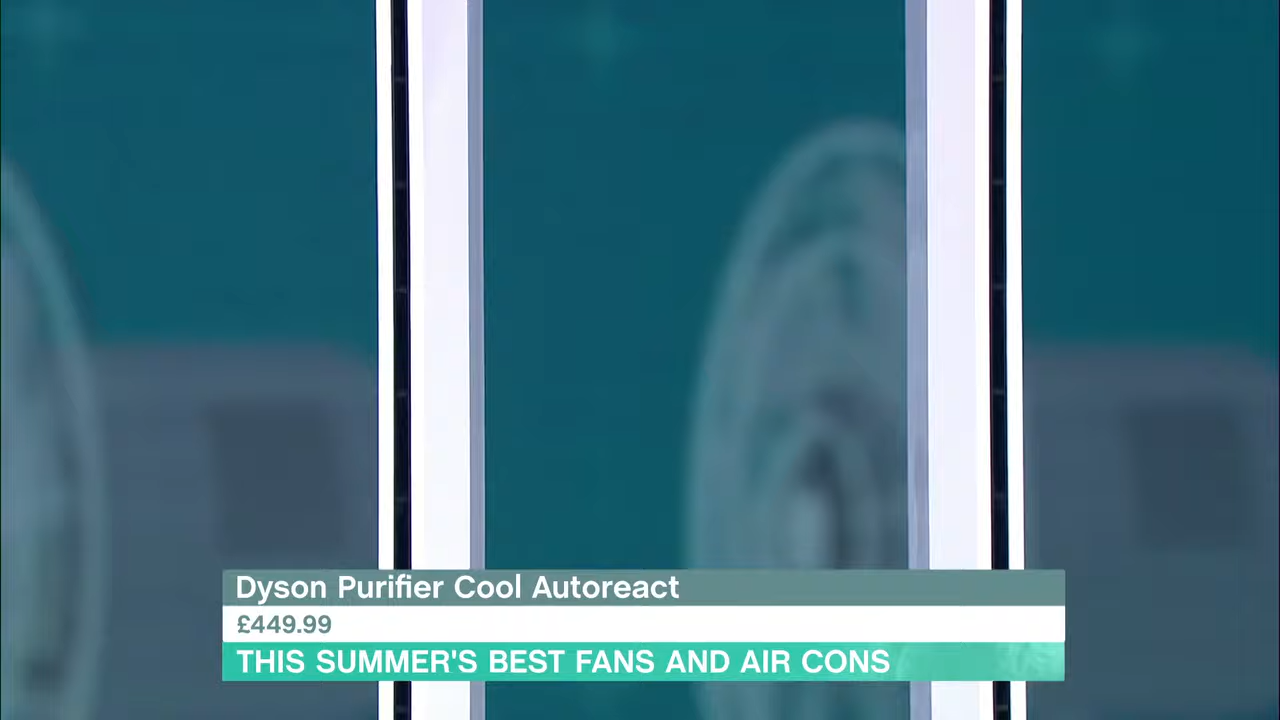 Dyson Purifier Cool Autoreact
£449.99
THIS SUMMER'S BEST FANS AND AIR CONS